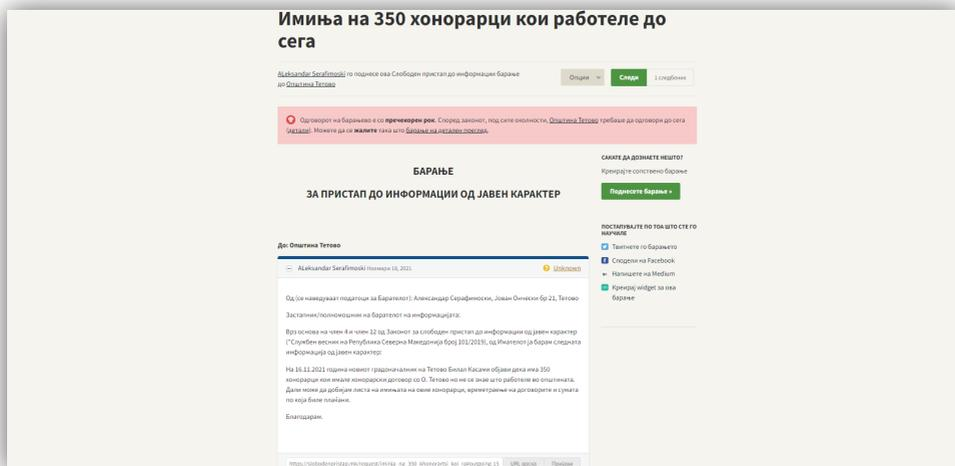 Имиња на 350 хонорарци кои работеле до
сега
ALeksandar Serafimoski го поднесе ова Слободен пристап до информации барање
до Општина Тетово
Опции
Следи
1 следбеник
Одговорот на барањево е со пречекорен рок. Според законот, под сите околности, Општина Тетово требаше да одговори до сега
(детали). Можете да се жалите така што барање на детален преглед.
БАРАЊЕ
ЗА ПРИСТАП ДО ИНФОРМАЦИИ ОД ЈАВЕН КАРАКТЕР
До: Општина Тетово
ALeksandar Serafimoski Ноември 18, 2021
Unknown
Од (се наведуваат податоци за Барателот): Александар Серафимоски, Јован Ончески бр 21, Тетово
Застапник/полномошник на барателот на информацијата:
Врз основа на член 4 и член 12 од Законот за слободен пристап до информации од јавен карактер
("Службен весник на Република Северна Македонија број 101/2019), од Имателот ја барам следната
информација од јавен карактер:
На 16.11.2021 година новиот градоначалник на Тетово Билал Касами објави дека има 350
хонорарци кои имале хонорарски договор со О. Тетово но не се знае што работеле во општината.
Дали може да добијам листа на имињата на овие хонорарци, времетраење на договорите и сумата
по која биле плаќани.
Благодарам.
URL адреса
Пријави
САКАТЕ ДА ДОЗНАЕТЕ НЕШТО?
Креирајте сопствено барање
Поднесете барање »
ПОСТАПУВАЈТЕ ПО ТОА ШТО СТЕ ГО
НАУЧИЛЕ
Твитнете го барањето
Сподели на Facebook
Напишете на Medium
Креирај widget за ова
барање